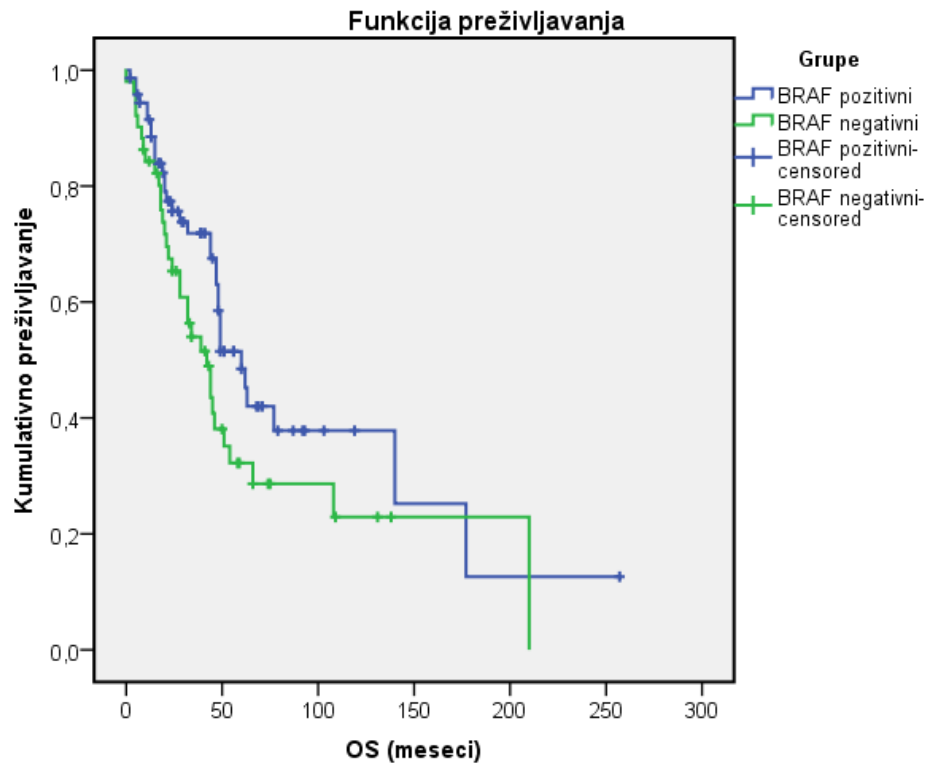 Funkcija preživljavanja
Kumulativno preživljavanje
1,0
0,8
0,6
0,4
0,2
0,0
0 50 100 150 200 250 300
OS (meseci)
Grupe
BRAF pozitivni
BRAF negativni
BRAF pozitivni-
censored
BRAF negativni-
censored